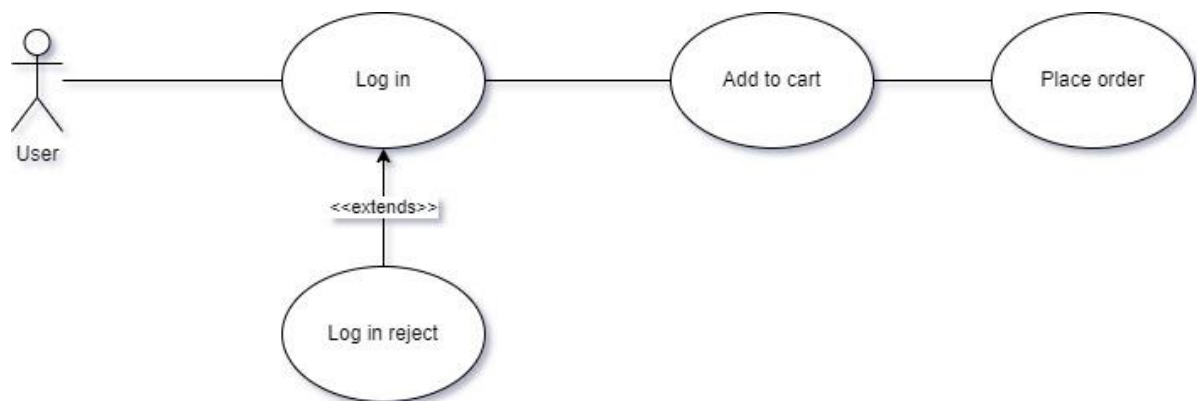 Log in
Add to cart
Place order
User
<<extends>>
Log in reject